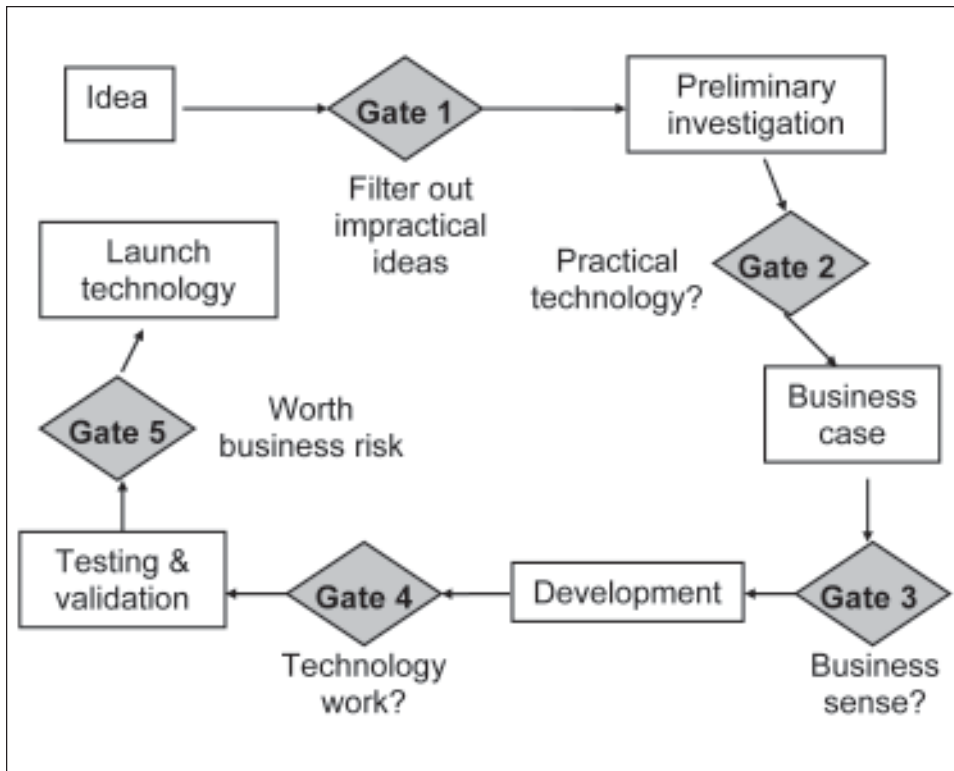 Idea
Gate 1
Filter out
impractical
ideas
Preliminary
investigation
Gate 2
Practical
technology?
Business
case
Gate 3
Business
sense?
Development
Gate 4
Technology
work?
Testing &
validation
Gate 5
Worth
business risk
Launch
technology